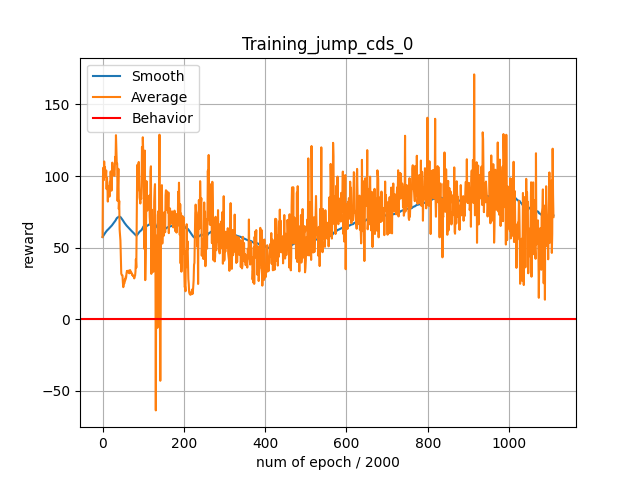 Training_jump_cds_0
Smooth
Average
Behavior
reward
150
100
50
0
−50
0 200 400 600 800 1000
num of epoch / 2000